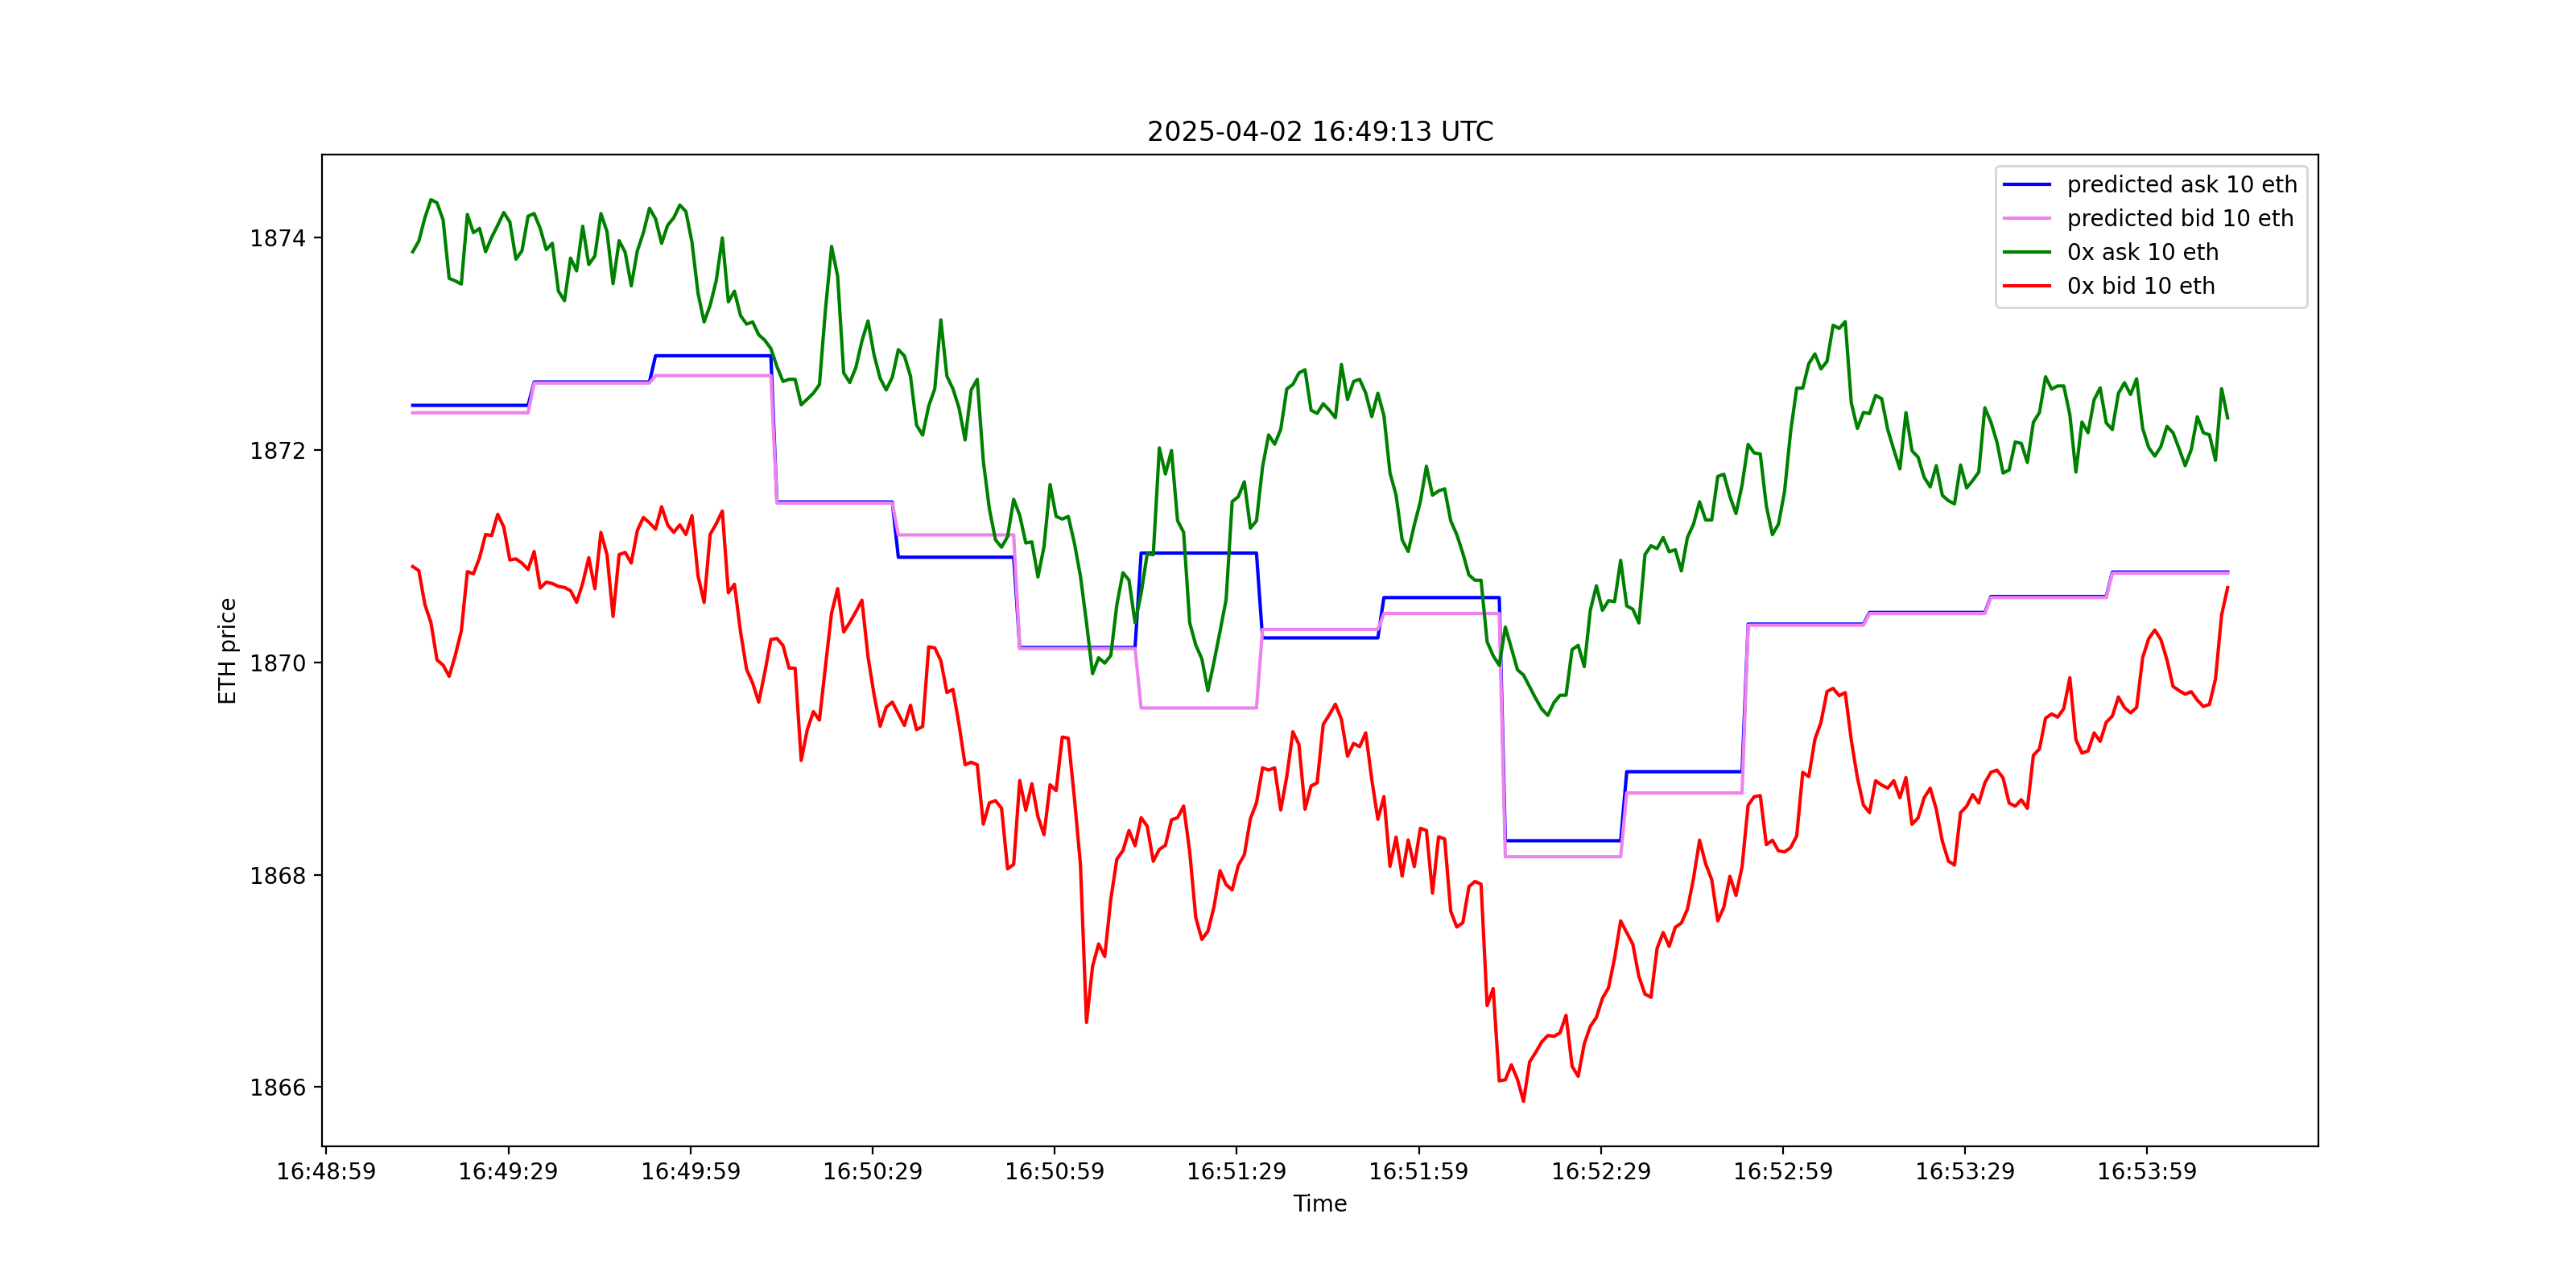 2025-04-02 16:49:13 UTC
predicted ask 10 eth
predicted bid 10 eth
0x ask 10 eth
0x bid 10 eth
ETH price
1874
1872
1870
1868
1866
16:48:59 16:49:29 16:49:59 16:50:29 16:50:59 16:51:29 16:51:59 16:52:29 16:52:59 16:53:29 16:53:59
Time